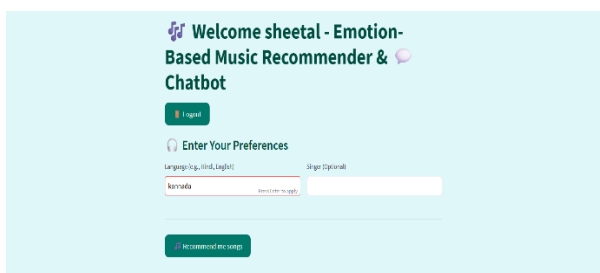 🎶 Welcome sheetal - Emotion-
Based Music Recommender & 💬
Chatbot
Logout
🎧 Enter Your Preferences
Language (e.g., Hindi, English)
Singer (Optional)
kannada
Press Enter to apply
🎵 Recommend me songs